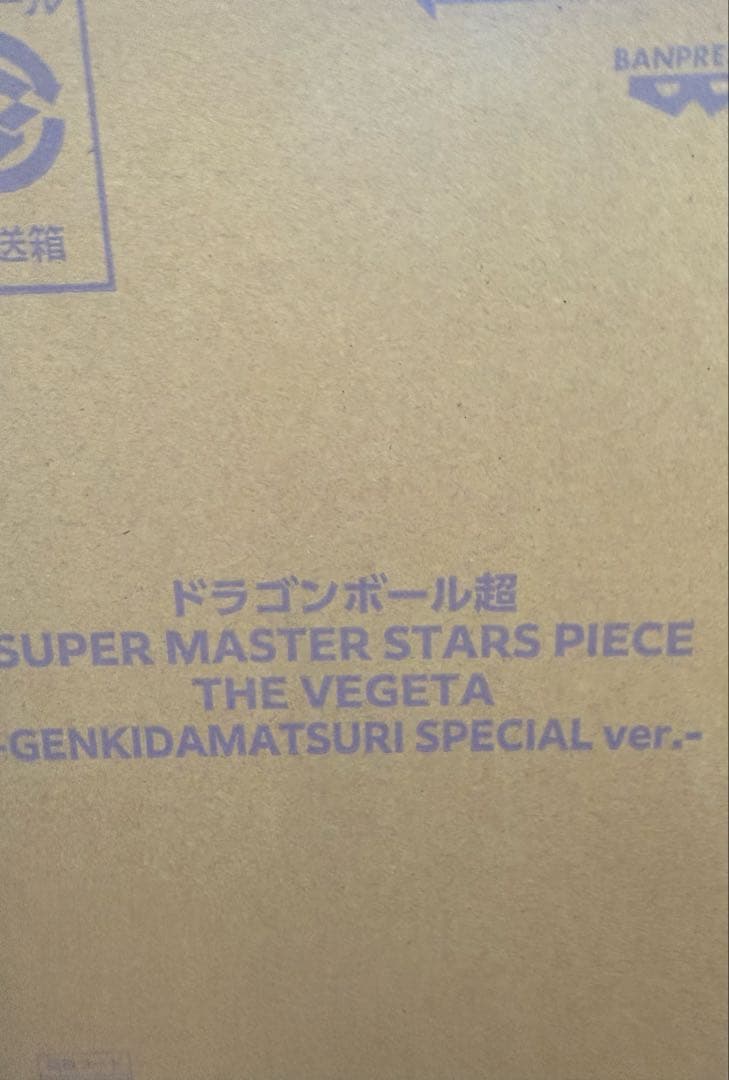 BANPRE
送箱
ドラゴンボール超
SUPER MASTER STARS PIECE
THE VEGETA
-GENKIDAMATSURI SPECIAL ver.-